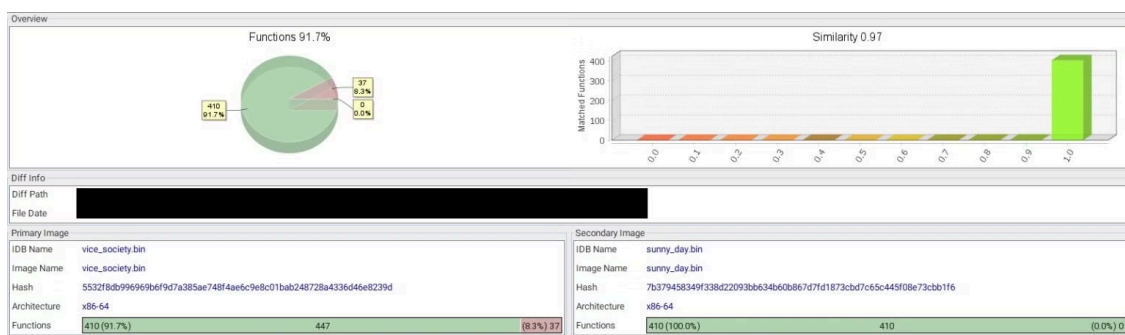 Overview
Functions 91.7%
410
91.7%
37
8.3%
0
0.0%
Similarity 0.97
Matched Functions
400
300
200
100
0
0.0 0.1 0.2 0.3 0.4 0.5 0.6 0.7 0.8 0.9 1.0
Diff Info
Diff Path
File Date
Primary Image
IDB Name vice_society.bin
Image Name vice_society.bin
Hash 5532f8db996969b6f9d7a385ae748f4ae6c9e8c01bab248728a4336d46e8239d
Architecture x86-64
Functions 410 (91.7%) 447 (8.3%) 37
Secondary Image
IDB Name sunny_day.bin
Image Name sunny_day.bin
Hash 7b379458349f338d22093bb634b60b867d7fd1873cbd7c65c445f08e73cbb1f6
Architecture x86-64
Functions 410 (100.0%) 410 (0.0%) 0